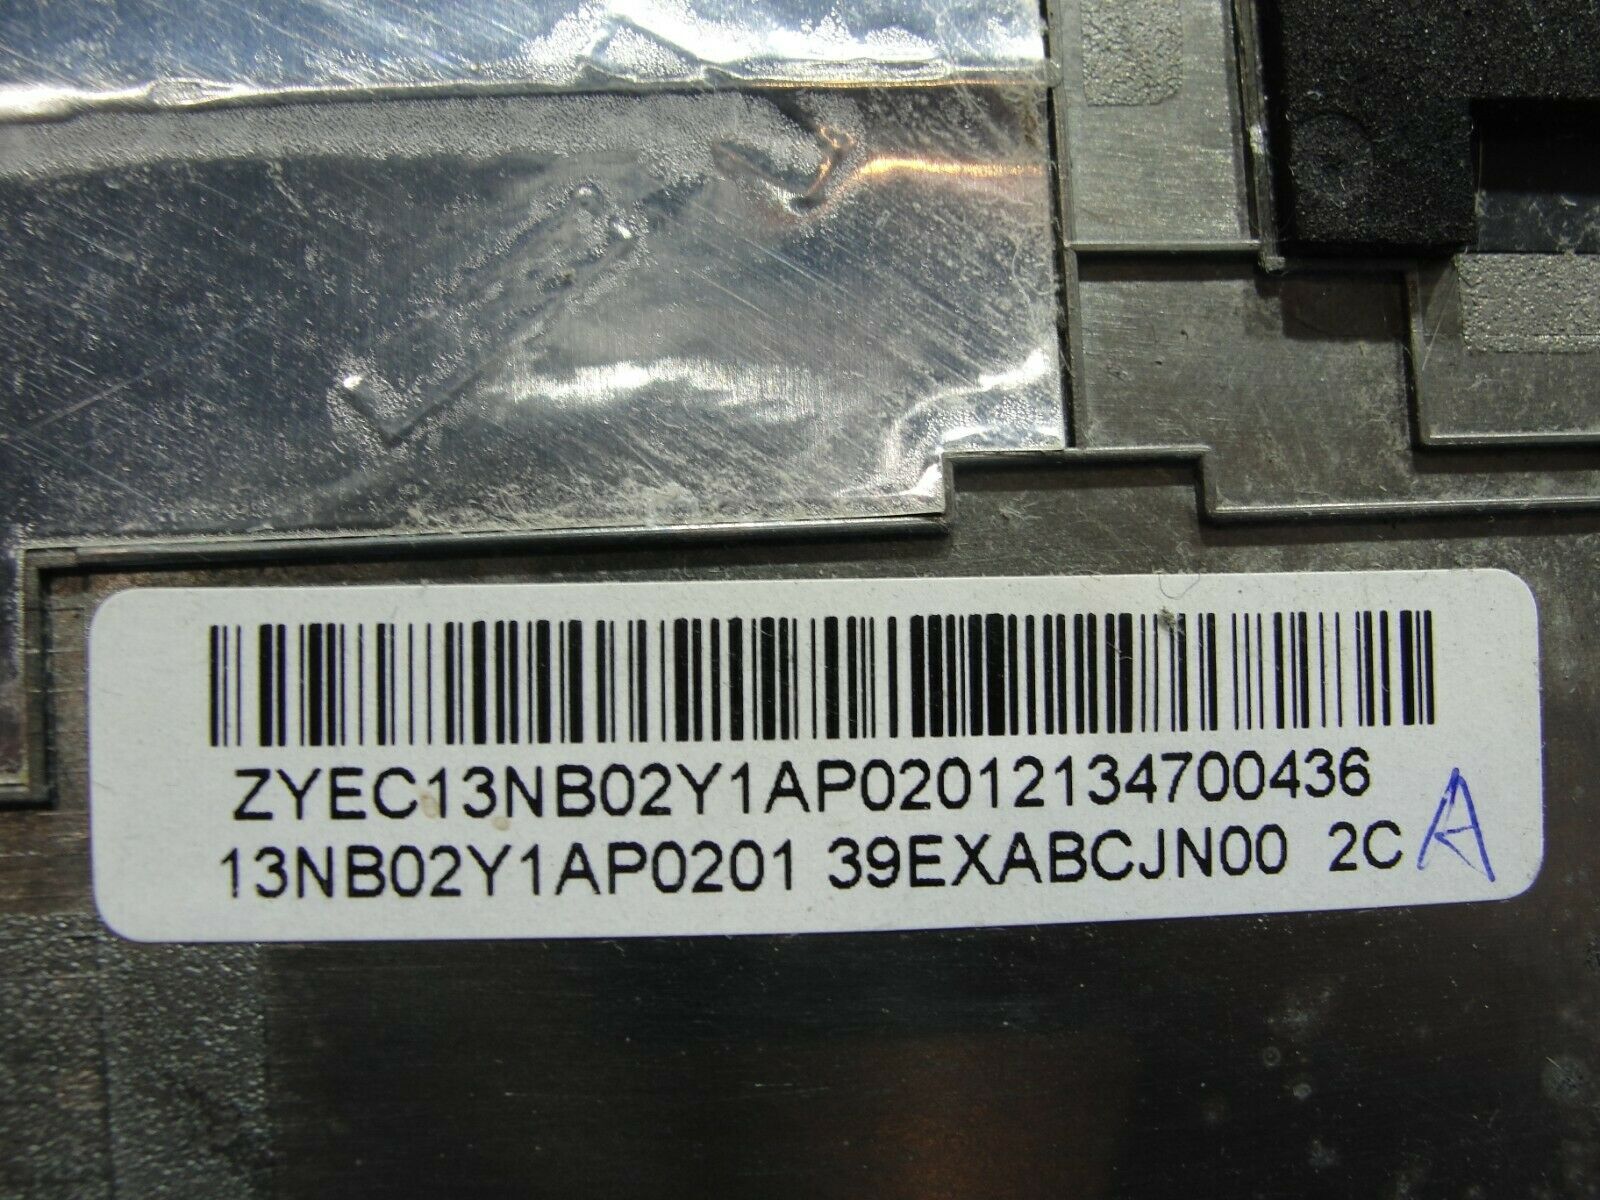 ZYEC13NB02Y1AP02012134700436
13NB02Y1AP0201 39EXABCJN00 2C A